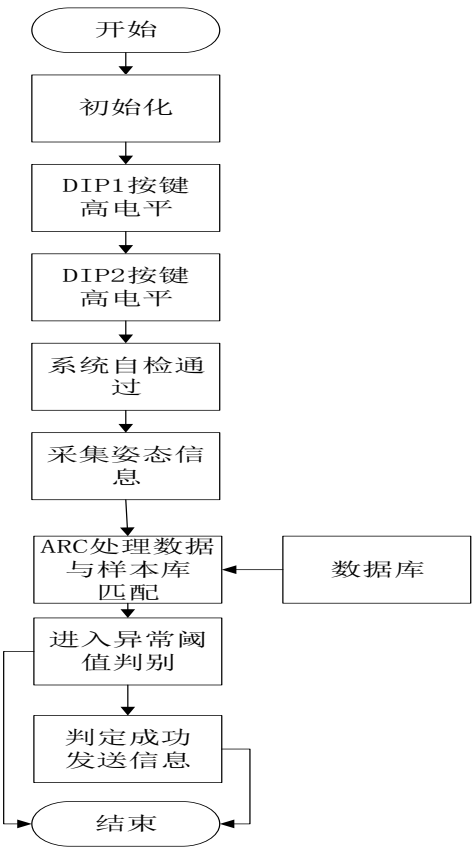 开始
初始化
DIP1按键
高电平
DIP2按键
高电平
系统自检通
过
采集姿态信
息
ARC处理数据
与样本库
匹配
数据库
进入异常阈
值判别
判定成功
发送信息
结束